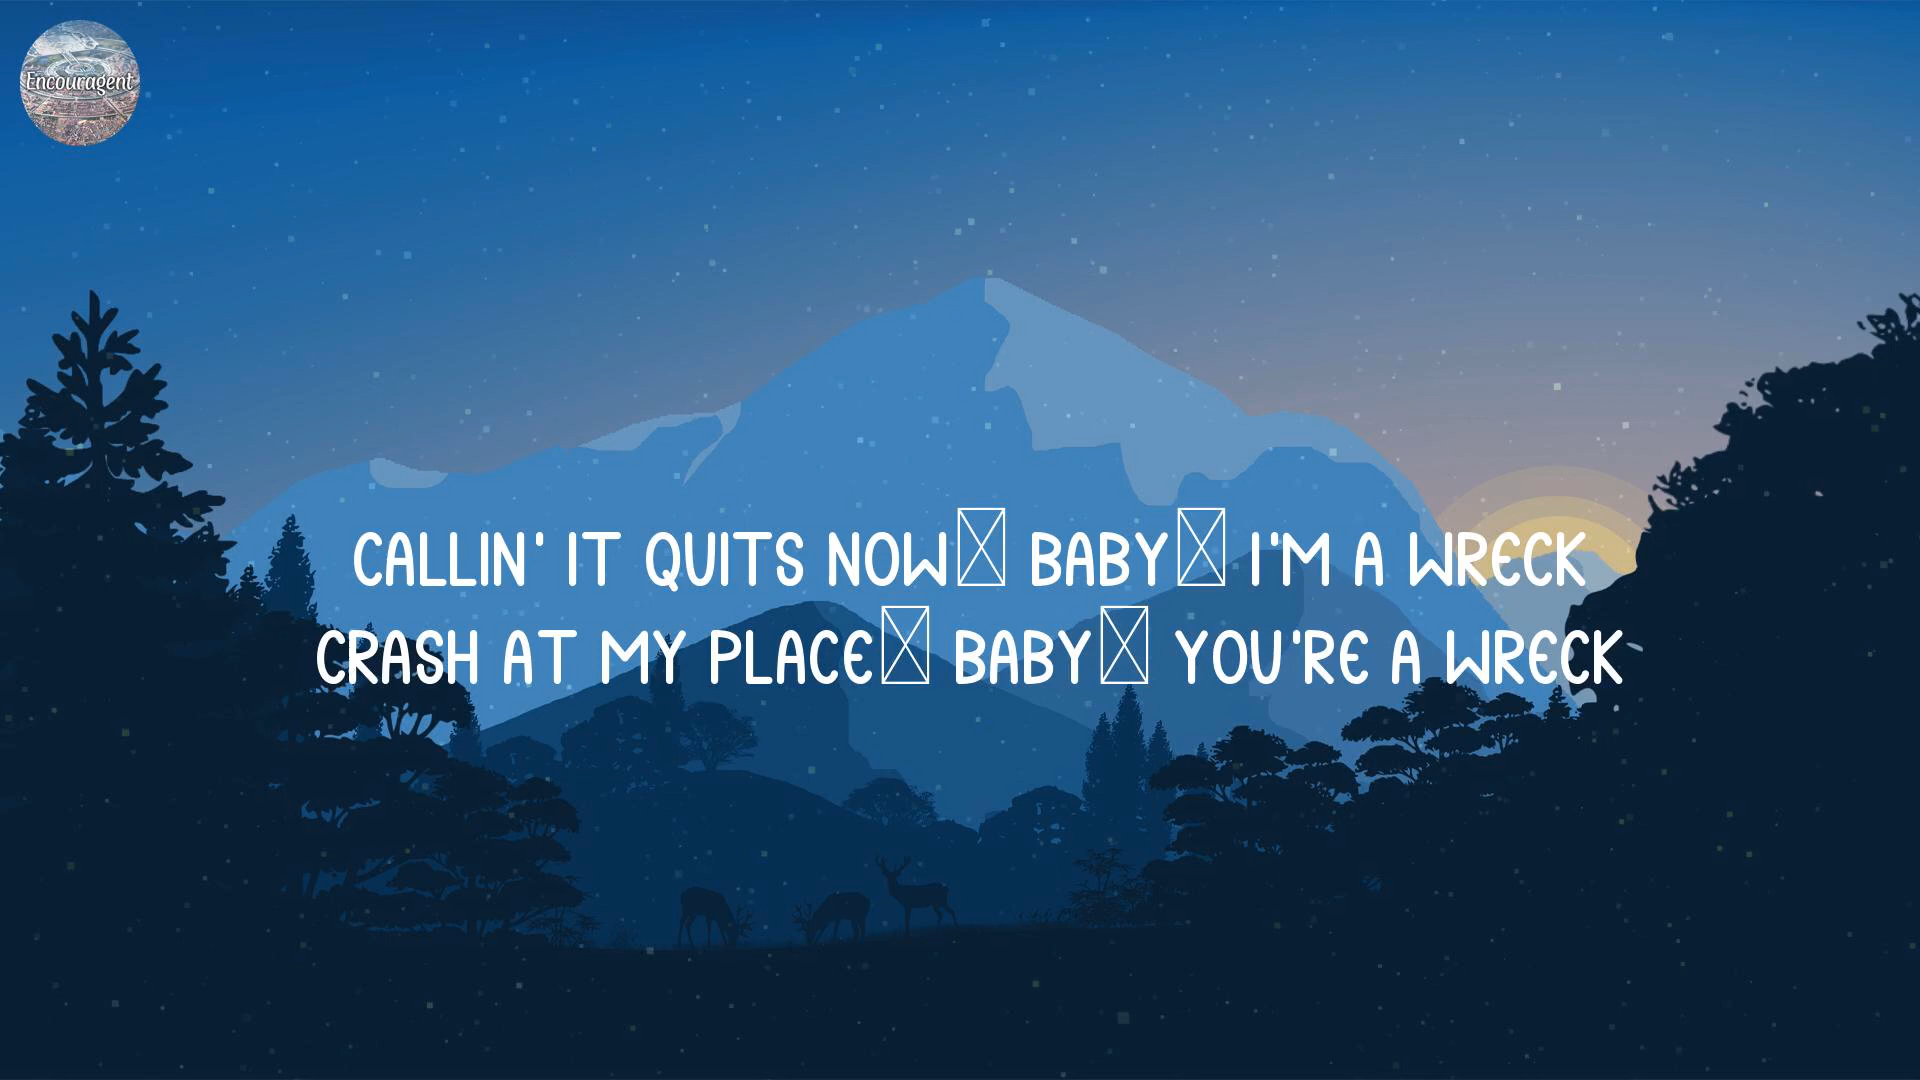 Encouragent
CALLIN' IT QUITS NOW☒ BABY☒ I'M A WRECK
CRASH AT MY PLACE☒ BABY☒ YOU'RE A WRECK